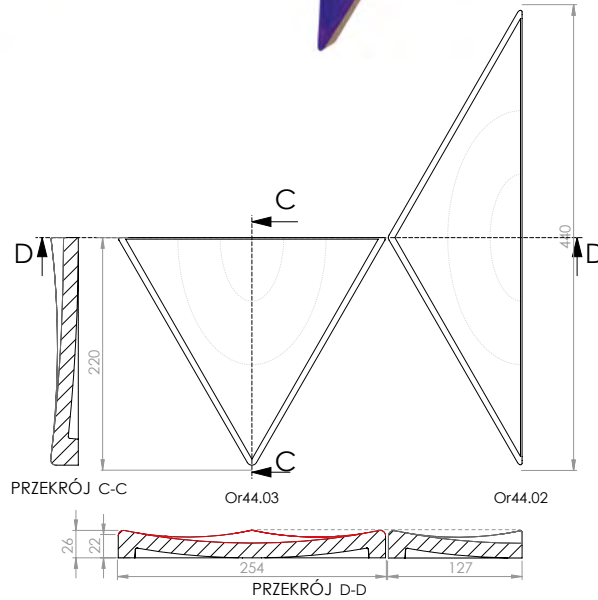 C
D
D
440
220
C
PRZEKRÓJ C-C
Or44.03
Or44.02
26
22
254
127
PRZEKRÓJ D-D